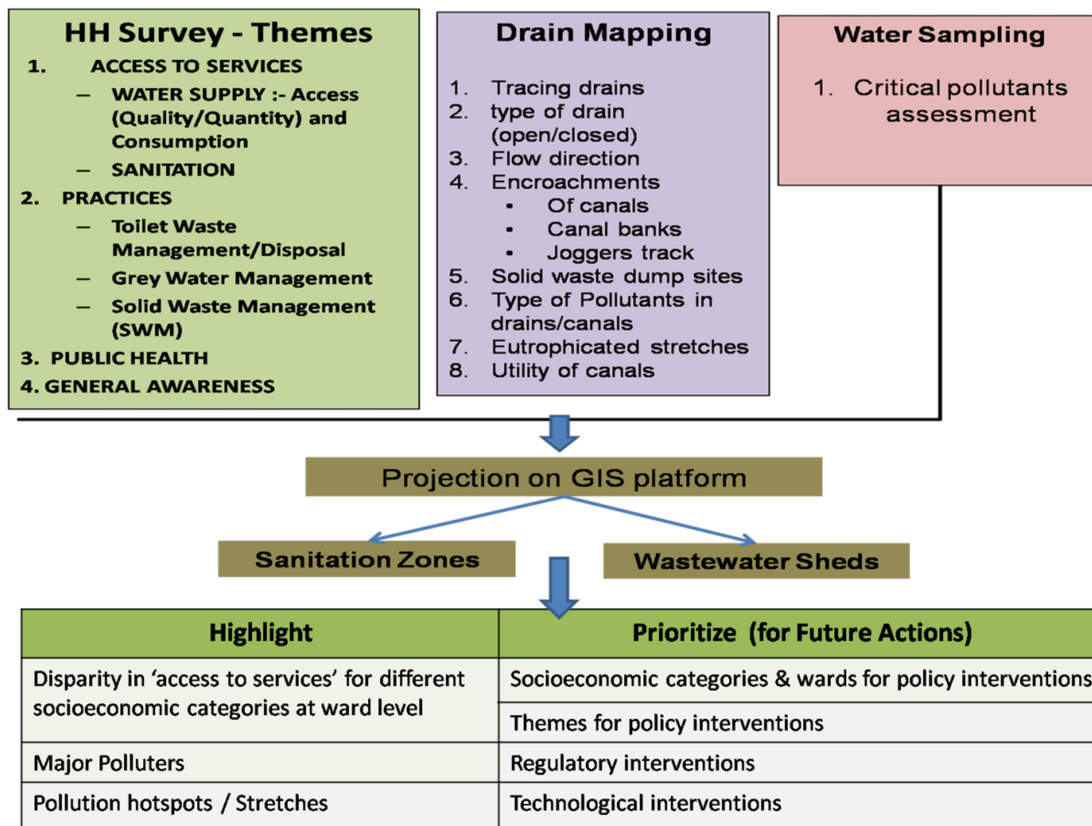 HH Survey - Themes
1. ACCESS TO SERVICES
– WATER SUPPLY :- Access
(Quality/Quantity) and
Consumption
– SANITATION
2. PRACTICES
– Toilet Waste
Management/Disposal
– Grey Water Management
– Solid Waste Management
(SWM)
3. PUBLIC HEALTH
4. GENERAL AWARENESS
Drain Mapping
1. Tracing drains
2. type of drain
(open/closed)
3. Flow direction
4. Encroachments
▪ Of canals
▪ Canal banks
▪ Joggers track
5. Solid waste dump sites
6. Type of Pollutants in
drains/canals
7. Eutrophicated stretches
8. Utility of canals
Water Sampling
1. Critical pollutants
assessment
Projection on GIS platform
Sanitation Zones
Wastewater Sheds
Highlight
Prioritize (for Future Actions)
Disparity in ‘access to services’ for different
socioeconomic categories at ward level
Socioeconomic categories & wards for policy interventions
Themes for policy interventions
Major Polluters
Regulatory interventions
Pollution hotspots / Stretches
Technological interventions